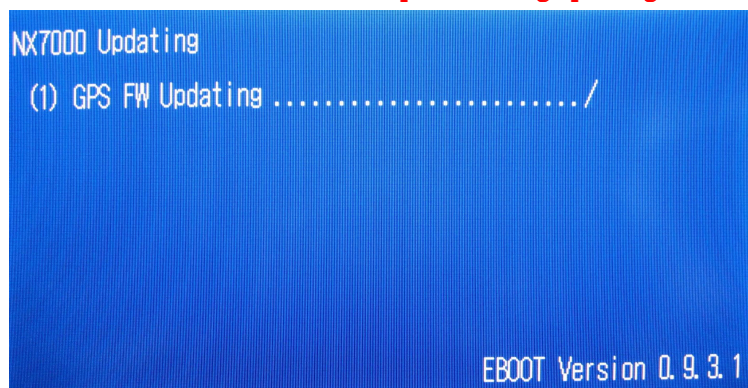 NX7000 Updating
(1) GPS FW Updating ......................../
EBOOT Version 0.9.3.1